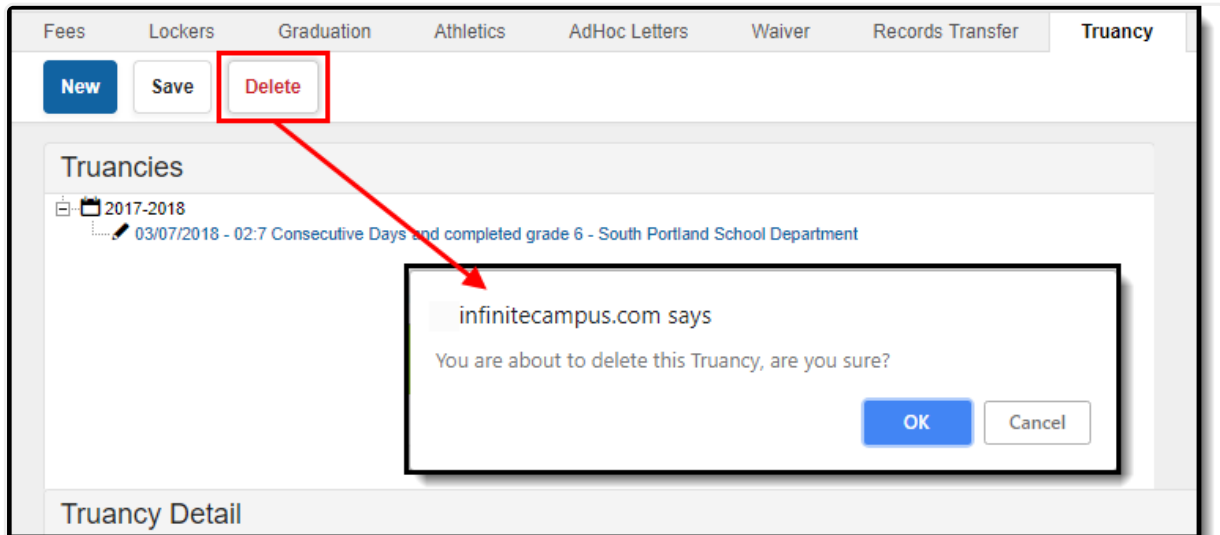 Fees Lockers Graduation Athletics AdHoc Letters Waiver Records Transfer Truancy
New Save Delete
Truancies
2017-2018
03/07/2018 - 02:7 Consecutive Days and completed grade 6 - South Portland School Department
infinitecampus.com says
You are about to delete this Truancy, are you sure?
OK Cancel
Truancy Detail